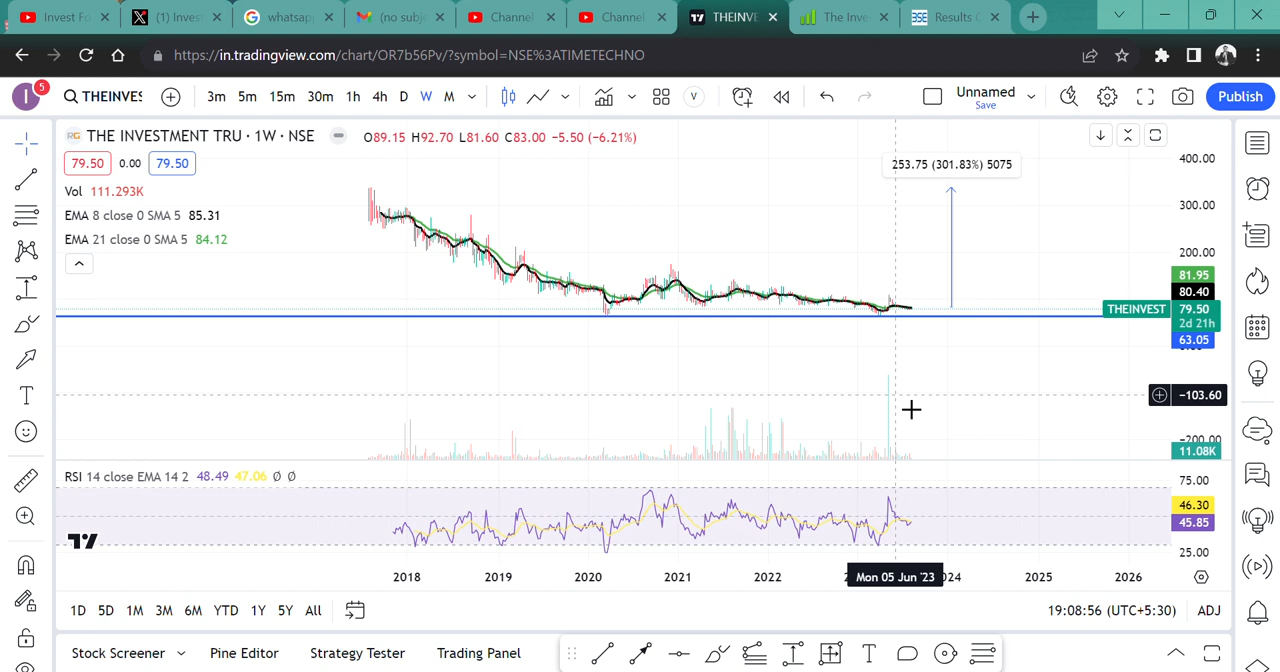 Invest Fo
(1) Invest
whatsap
(no subj
Channel
Channel
THEINVE
The Inve
Results C
https://in.tradingview.com/chart/OR7b56Pv/?symbol=NSE%3ATIMETECHNO
I 5 THEINVES 3m 5m 15m 30m 1h 4h D W M V Unnamed Save Publish
THE INVESTMENT TRU · 1W · NSE O89.15 H92.70 L81.60 C83.00 −5.50 (−6.21%)
79.50 0.00 79.50
Vol 111.293K
EMA 8 close 0 SMA 5 85.31
EMA 21 close 0 SMA 5 84.12
253.75 (301.83%) 5075
400.00
300.00
200.00
81.95
80.40
THEINVEST 79.50
2d 21h
63.05
−103.60
−200.00
11.08K
RSI 14 close EMA 14 2 48.49 47.06 Ø Ø
75.00
46.30
45.85
25.00
2018 2019 2020 2021 2022 Mon 05 Jun '23 024 2025 2026
1D 5D 1M 3M 6M YTD 1Y 5Y All 19:08:56 (UTC+5:30) ADJ
Stock Screener Pine Editor Strategy Tester Trading Panel